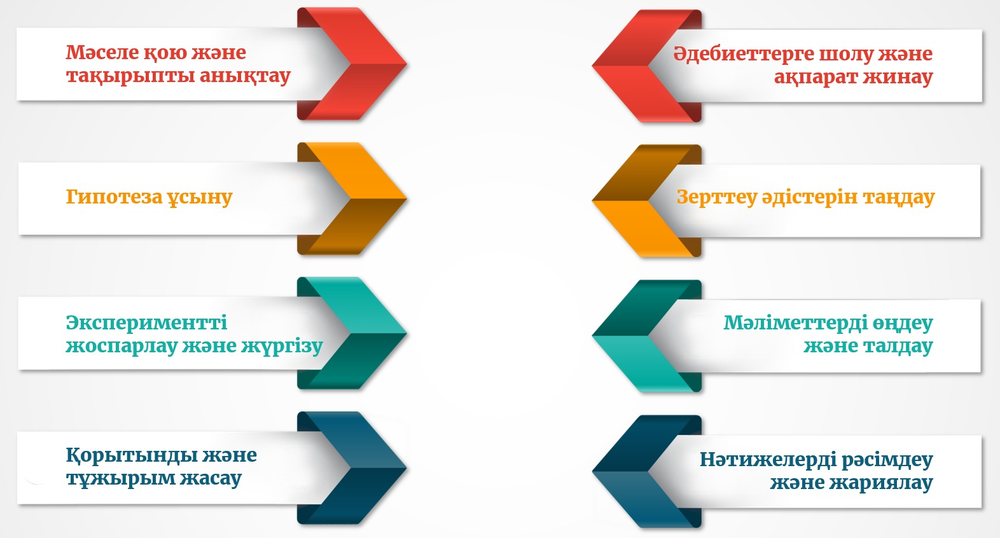 Мәселе қою және
тақырыпты анықтау
Әдебиеттерге шолу және
ақпарат жинау
Гипотеза ұсыну
Зерттеу әдістерін таңдау
Экспериментті
жоспарлау және жүргізу
Мәліметтерді өңдеу
және талдау
Қорытынды және
тұжырым жасау
Нәтижелерді рәсімдеу
және жариялау